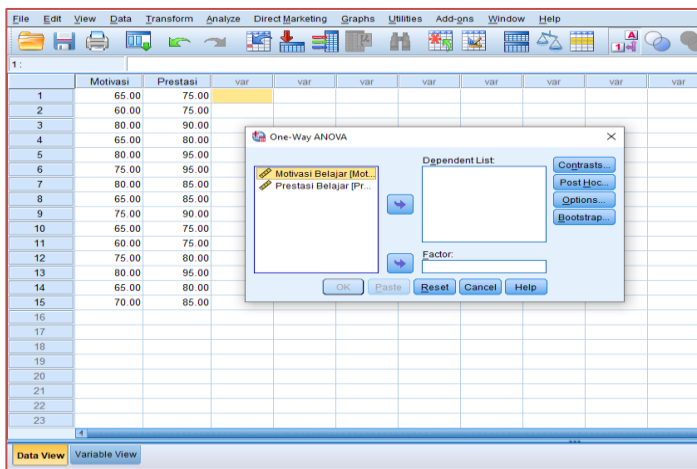 File Edit View Data Transform Analyze Direct Marketing Graphs Utilities Add-ons Window Help
1 :
Motivasi Prestasi var var var var var var var
1 65.00 75.00
2 60.00 75.00
3 80.00 90.00
4 65.00 80.00
5 80.00 95.00
6 75.00 95.00
7 80.00 85.00
8 65.00 85.00
9 75.00 90.00
10 65.00 75.00
11 60.00 75.00
12 75.00 80.00
13 80.00 95.00
14 65.00 80.00
15 70.00 85.00
16
17
18
19
20
21
22
23
One-Way ANOVA
Motivasi Belajar [Mot...
Prestasi Belajar [Pr...
Dependent List:
Factor:
Contrasts...
Post Hoc...
Options...
Bootstrap...
OK Paste Reset Cancel Help
Data View Variable View